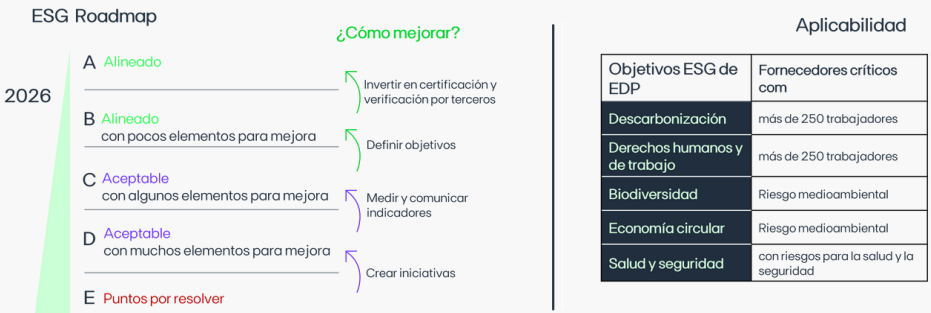 ESG Roadmap
¿Cómo mejorar?
2026
A Alineado
Invertir en certificación y
verificación por terceros
B Alineado
con pocos elementos para mejora
Definir objetivos
C Aceptable
con algunos elementos para mejora
Medir y comunicar
indicadores
D Aceptable
con muchos elementos para mejora
Crear iniciativas
E Puntos por resolver
Aplicabilidad
Objetivos ESG de
EDP
Fornecedores críticos
com
Descarbonización
más de 250 trabajadores
Derechos humanos y
de trabajo
más de 250 trabajadores
Biodiversidad
Riesgo medioambiental
Economía circular
Riesgo medioambiental
Salud y seguridad
con riesgos para la salud y la
seguridad